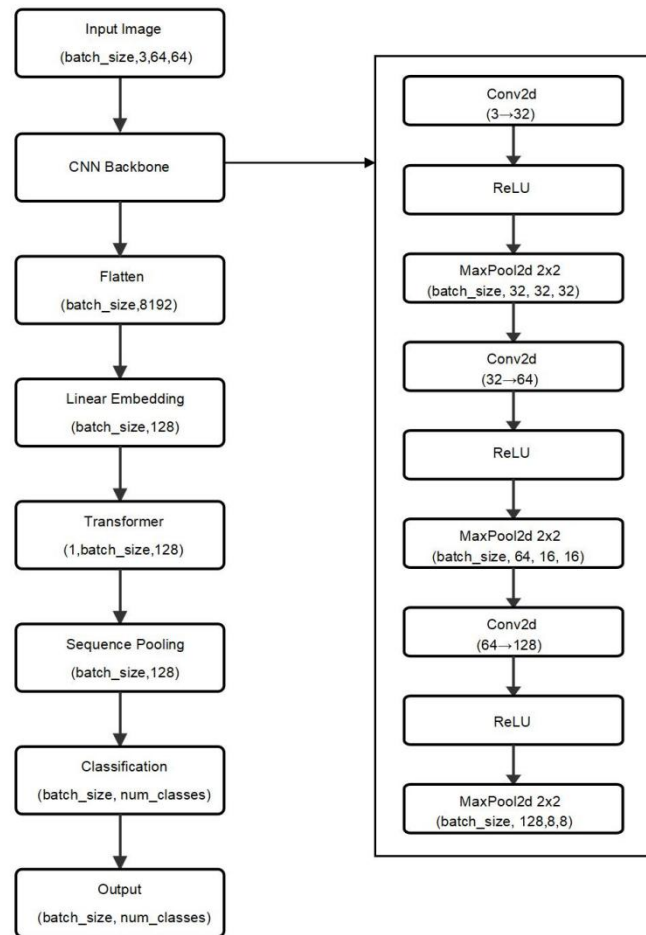 Input Image
(batch_size,3,64,64)
CNN Backbone
Flatten
(batch_size,8192)
Linear Embedding
(batch_size,128)
Transformer
(1,batch_size,128)
Sequence Pooling
(batch_size,128)
Classification
(batch_size, num_classes)
Output
(batch_size, num_classes)
Conv2d
(3→32)
ReLU
MaxPool2d 2x2
(batch_size, 32, 32, 32)
Conv2d
(32→64)
ReLU
MaxPool2d 2x2
(batch_size, 64, 16, 16)
Conv2d
(64→128)
ReLU
MaxPool2d 2x2
(batch_size, 128,8,8)